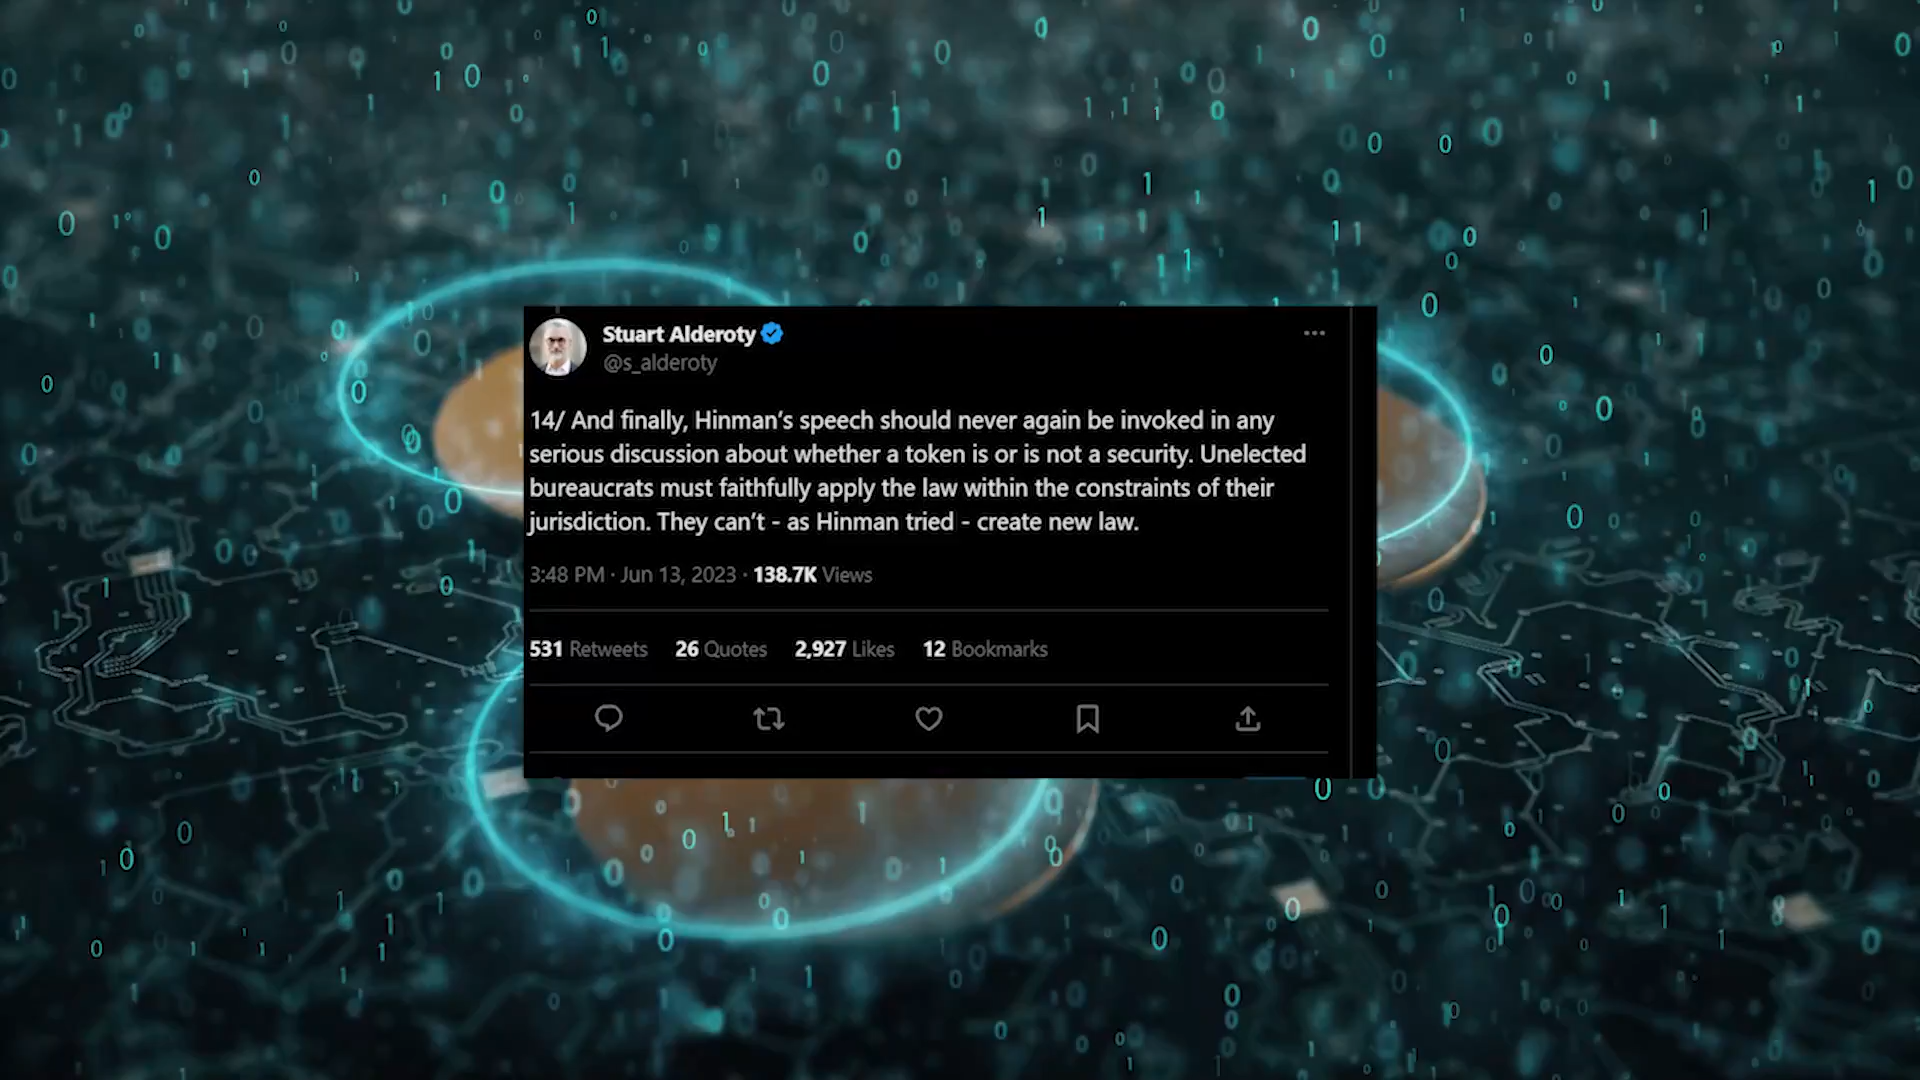 Stuart Alderoty
@s_alderoty
14/ And finally, Hinman’s speech should never again be invoked in any
serious discussion about whether a token is or is not a security. Unelected
bureaucrats must faithfully apply the law within the constraints of their
jurisdiction. They can’t - as Hinman tried - create new law.
3:48 PM · Jun 13, 2023 · 138.7K Views
531 Retweets 26 Quotes 2,927 Likes 12 Bookmarks